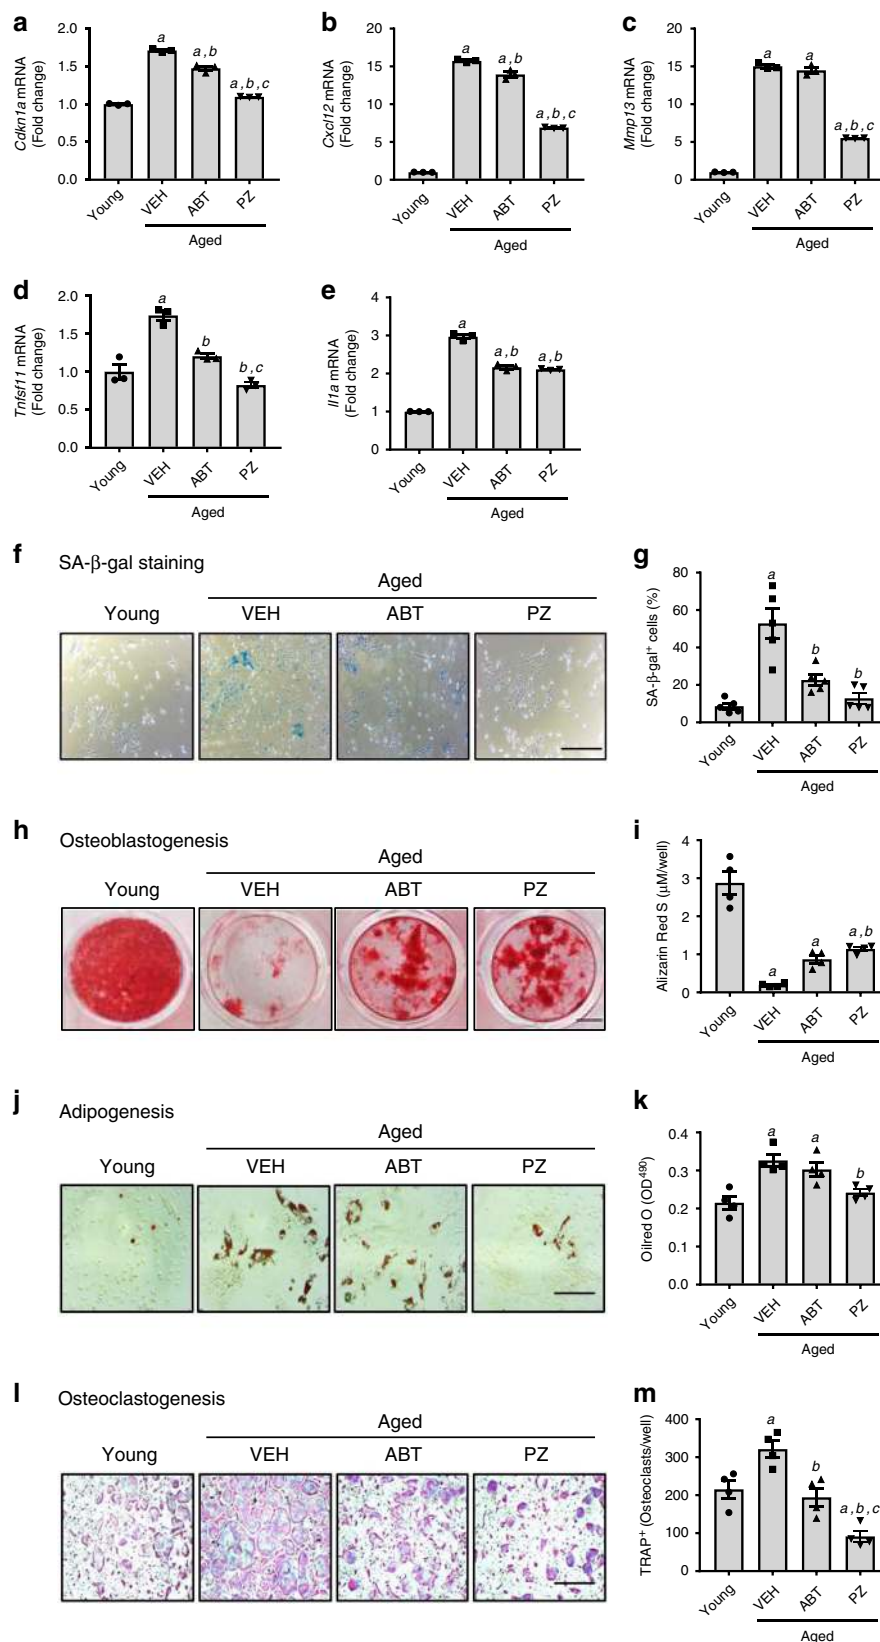 a
Cdkn1a mRNA
(Fold change)
2.0
1.5
1.0
0.5
0.0
a
a,b
a,b,c
Young
VEH
ABT
PZ
Aged
b
Cxcl12 mRNA
(Fold change)
20
15
10
5
0
a
a,b
a,b,c
Young
VEH
ABT
PZ
Aged
c
Mmp13 mRNA
(Fold change)
20
15
10
5
0
a
a
a,b,c
Young
VEH
ABT
PZ
Aged
d
Tnfsf11 mRNA
(Fold change)
2.0
1.5
1.0
0.5
0.0
a
b
b,c
Young
VEH
ABT
PZ
Aged
e
Il1a mRNA
(Fold change)
4
3
2
1
0
a
a,b
a,b
Young
VEH
ABT
PZ
Aged
f
SA-β-gal staining
Aged
Young
VEH
ABT
PZ
g
SA-β-gal⁺ cells (%)
80
60
40
20
0
a
b
b
Young
VEH
ABT
PZ
Aged
h
Osteoblastogenesis
Aged
Young
VEH
ABT
PZ
i
Alizarin Red S (μM/well)
4
3
2
1
0
a
a
a,b
Young
VEH
ABT
PZ
Aged
j
Adipogenesis
Aged
Young
VEH
ABT
PZ
k
Oilred O (OD⁴⁹⁰)
0.4
0.3
0.2
0.1
0.0
a
a
b
Young
VEH
ABT
PZ
Aged
l
Osteoclastogenesis
Aged
Young
VEH
ABT
PZ
m
TRAP⁺ (Osteoclasts/well)
400
300
200
100
0
a
b
a,b,c
Young
VEH
ABT
PZ
Aged